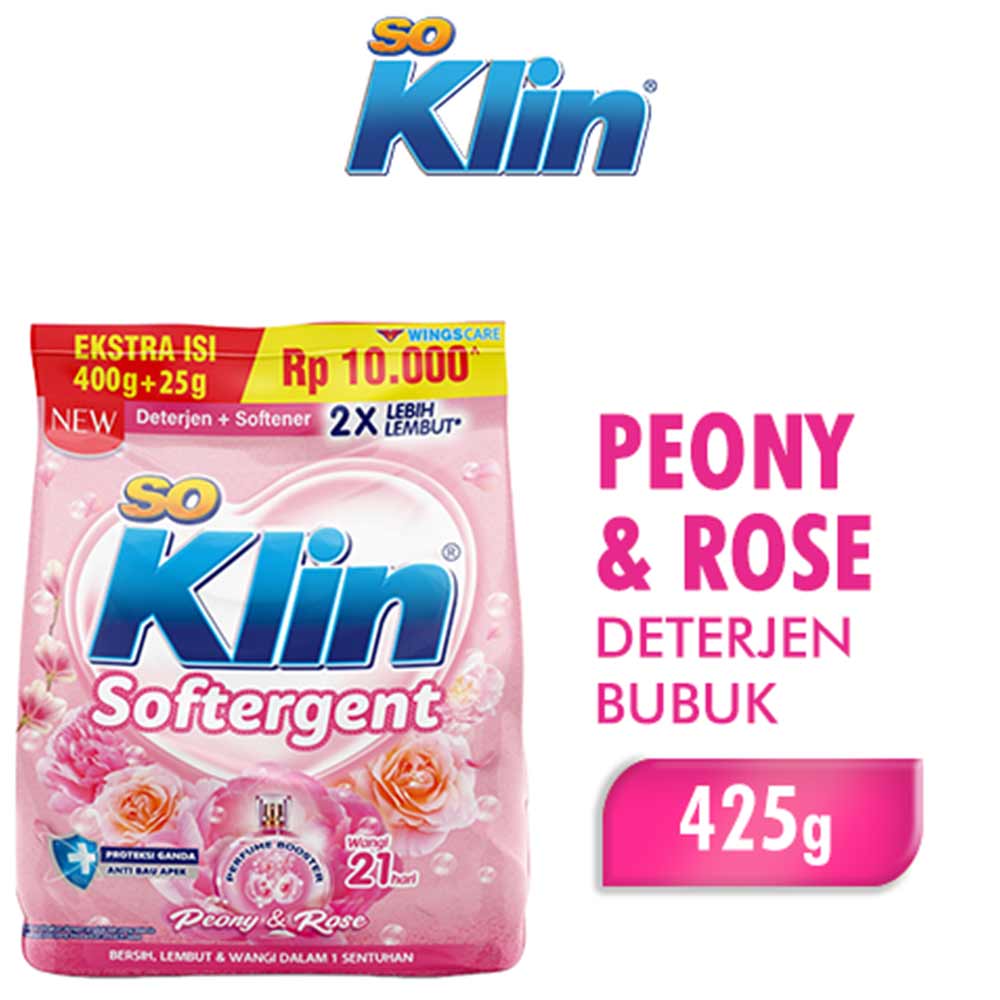 SO
Klin®
WINGSCARE
EKSTRA ISI
400g+25g
Rp 10.000^
NEW
Deterjen + Softener
2X LEBIH
LEMBUT*
SO
Klin®
Softergent
PROTEKSI GANDA
ANTI BAU APEK
PERFUME BOOSTER
Wangi
21 hari
Peony & Rose
BERSIH, LEMBUT & WANGI DALAM 1 SENTUHAN
PEONY
& ROSE
DETERJEN
BUBUK
425g